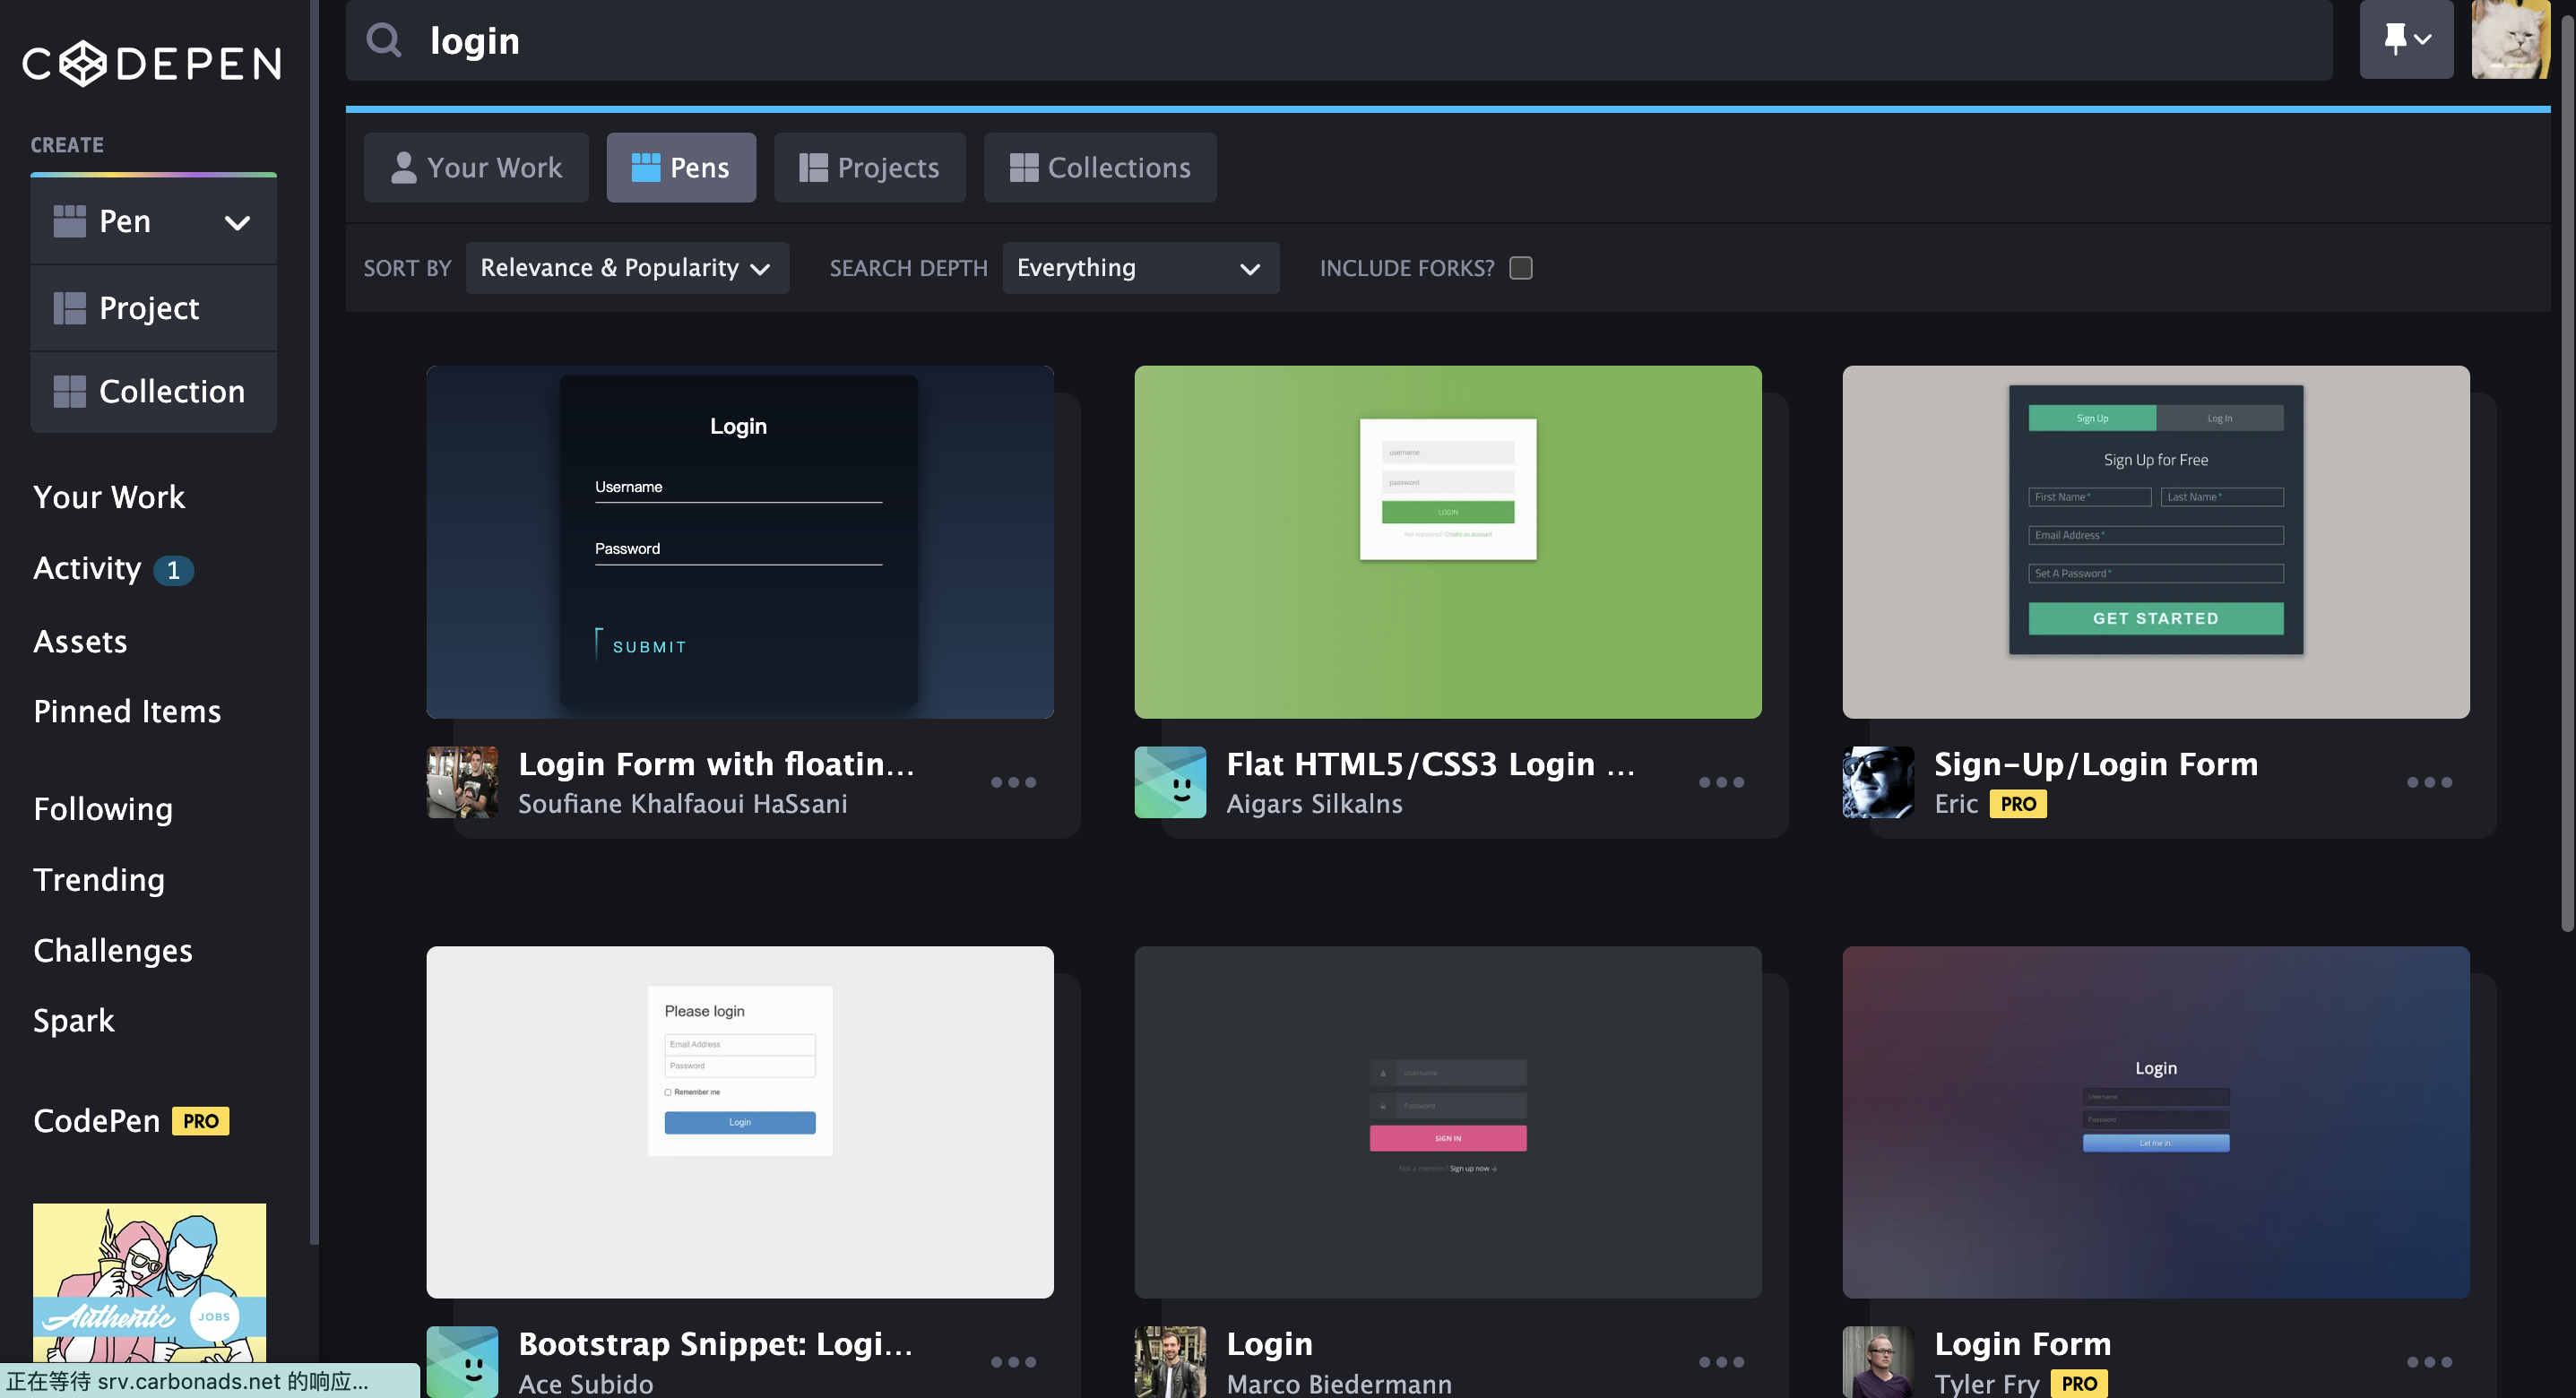 CODEPEN
login
CREATE
Pen
Project
Collection
Your Work
Activity 1
Assets
Pinned Items
Following
Trending
Challenges
Spark
CodePen PRO
Authentic JOBS
正在等待 srv.carbonads.net 的响应...
Your Work
Pens
Projects
Collections
SORT BY Relevance & Popularity SEARCH DEPTH Everything INCLUDE FORKS?
Login
Username
Password
SUBMIT
Login Form with floatin...
Soufiane Khalfaoui HaSsani
username
password
LOGIN
Not registered? Create an account
Flat HTML5/CSS3 Login ...
Aigars Silkalns
Sign Up Log In
Sign Up for Free
First Name* Last Name*
Email Address*
Set A Password*
GET STARTED
Sign-Up/Login Form
Eric PRO
Please login
Email Address
Password
Remember me
Login
Bootstrap Snippet: Logi...
Ace Subido
Username
Password
SIGN IN
Not a member? Sign up now
Login
Marco Biedermann
Login
Username
Password
Let me in.
Login Form
Tyler Fry PRO